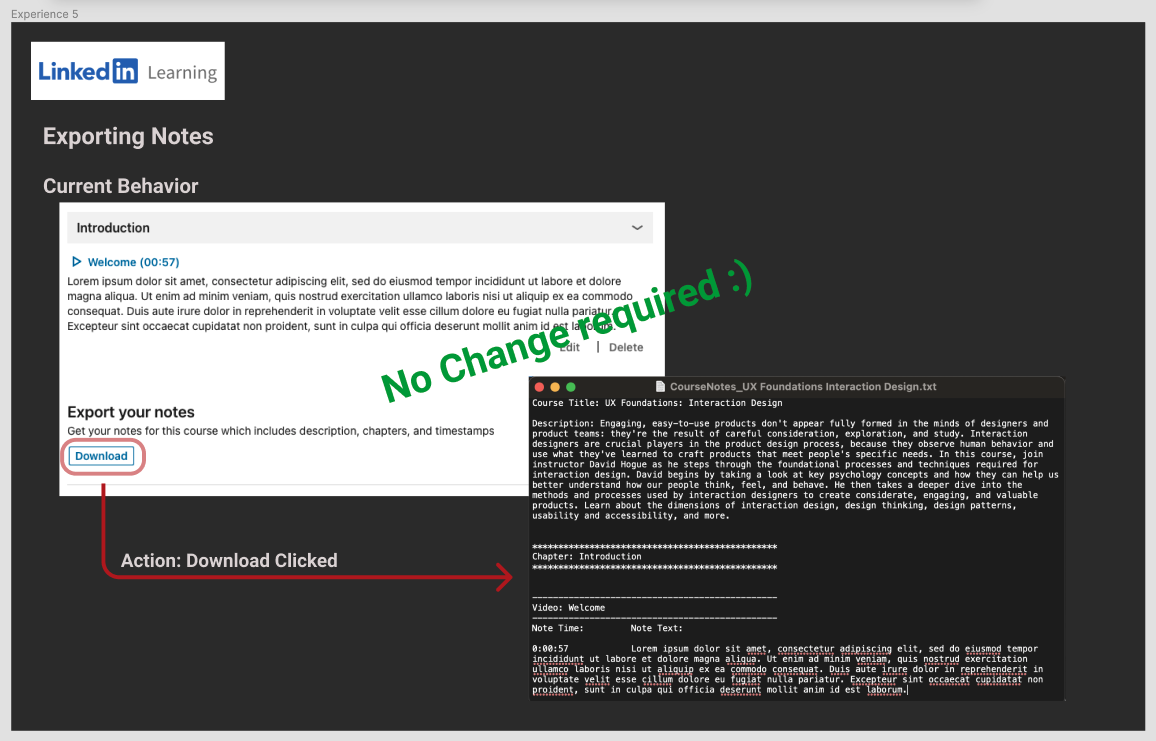 Experience 5
LinkedIn Learning
Exporting Notes
Current Behavior
Introduction
Welcome (00:57)
Lorem ipsum dolor sit amet, consectetur adipiscing elit, sed do eiusmod tempor incididunt ut labore et dolore
magna aliqua. Ut enim ad minim veniam, quis nostrud exercitation ullamco laboris nisi ut aliquip ex ea commodo
consequat. Duis aute irure dolor in reprehenderit in voluptate velit esse cillum dolore eu fugiat nulla pariatur.
Excepteur sint occaecat cupidatat non proident, sunt in culpa qui officia deserunt mollit anim id est laborum.
Edit | Delete
No Change required :)
Export your notes
Get your notes for this course which includes description, chapters, and timestamps
Download
Action: Download Clicked
CourseNotes_UX Foundations Interaction Design.txt
Course Title: UX Foundations: Interaction Design
Description: Engaging, easy-to-use products don't appear fully formed in the minds of designers and
product teams: they're the result of careful consideration, exploration, and study. Interaction
designers are crucial players in the product design process, because they observe human behavior and
use what they've learned to craft products that meet people's specific needs. In this course, join
instructor David Hogue as he steps through the foundational processes and techniques required for
interaction design. David begins by taking a look at key psychology concepts and how they can help us
better understand how our people think, feel, and behave. He then takes a deeper dive into the
methods and processes used by interaction designers to create considerate, engaging, and valuable
products. Learn about the dimensions of interaction design, design thinking, design patterns,
usability and accessibility, and more.
***********************************************
Chapter: Introduction
***********************************************
-----------------------------------------------
Video: Welcome
-----------------------------------------------
Note Time: Note Text:
0:00:57 Lorem ipsum dolor sit amet, consectetur adipiscing elit, sed do eiusmod tempor
incididunt ut labore et dolore magna aliqua. Ut enim ad minim veniam, quis nostrud exercitation
ullamco laboris nisi ut aliquip ex ea commodo consequat. Duis aute irure dolor in reprehenderit in
voluptate velit esse cillum dolore eu fugiat nulla pariatur. Excepteur sint occaecat cupidatat non
proident, sunt in culpa qui officia deserunt mollit anim id est laborum.